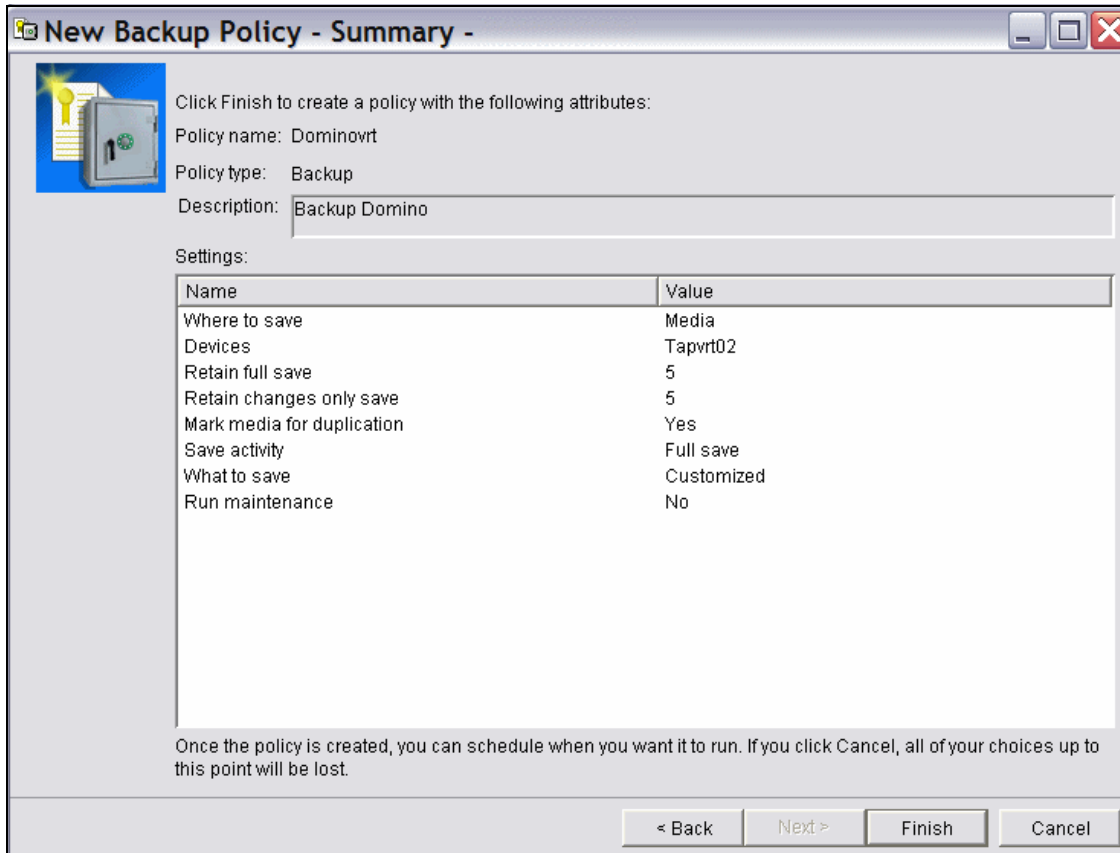 New Backup Policy - Summary -
Click Finish to create a policy with the following attributes:
Policy name: Dominovrt
Policy type: Backup
Description: Backup Domino
Settings:
Name Value
Where to save Media
Devices Tapvrt02
Retain full save 5
Retain changes only save 5
Mark media for duplication Yes
Save activity Full save
What to save Customized
Run maintenance No
Once the policy is created, you can schedule when you want it to run. If you click Cancel, all of your choices up to
this point will be lost.
< Back Next > Finish Cancel